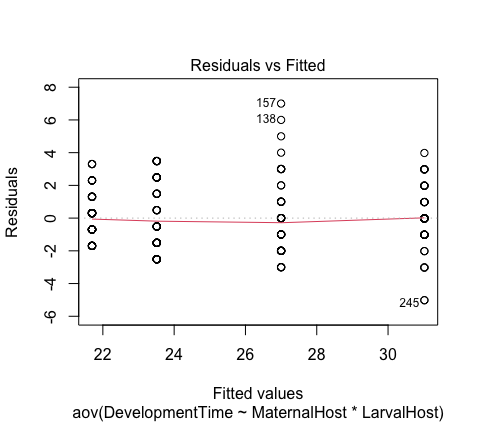 Residuals vs Fitted
8
6
4
2
0
-2
-4
-6
Residuals
157
138
245
22 24 26 28 30
Fitted values
aov(DevelopmentTime ~ MaternalHost * LarvalHost)